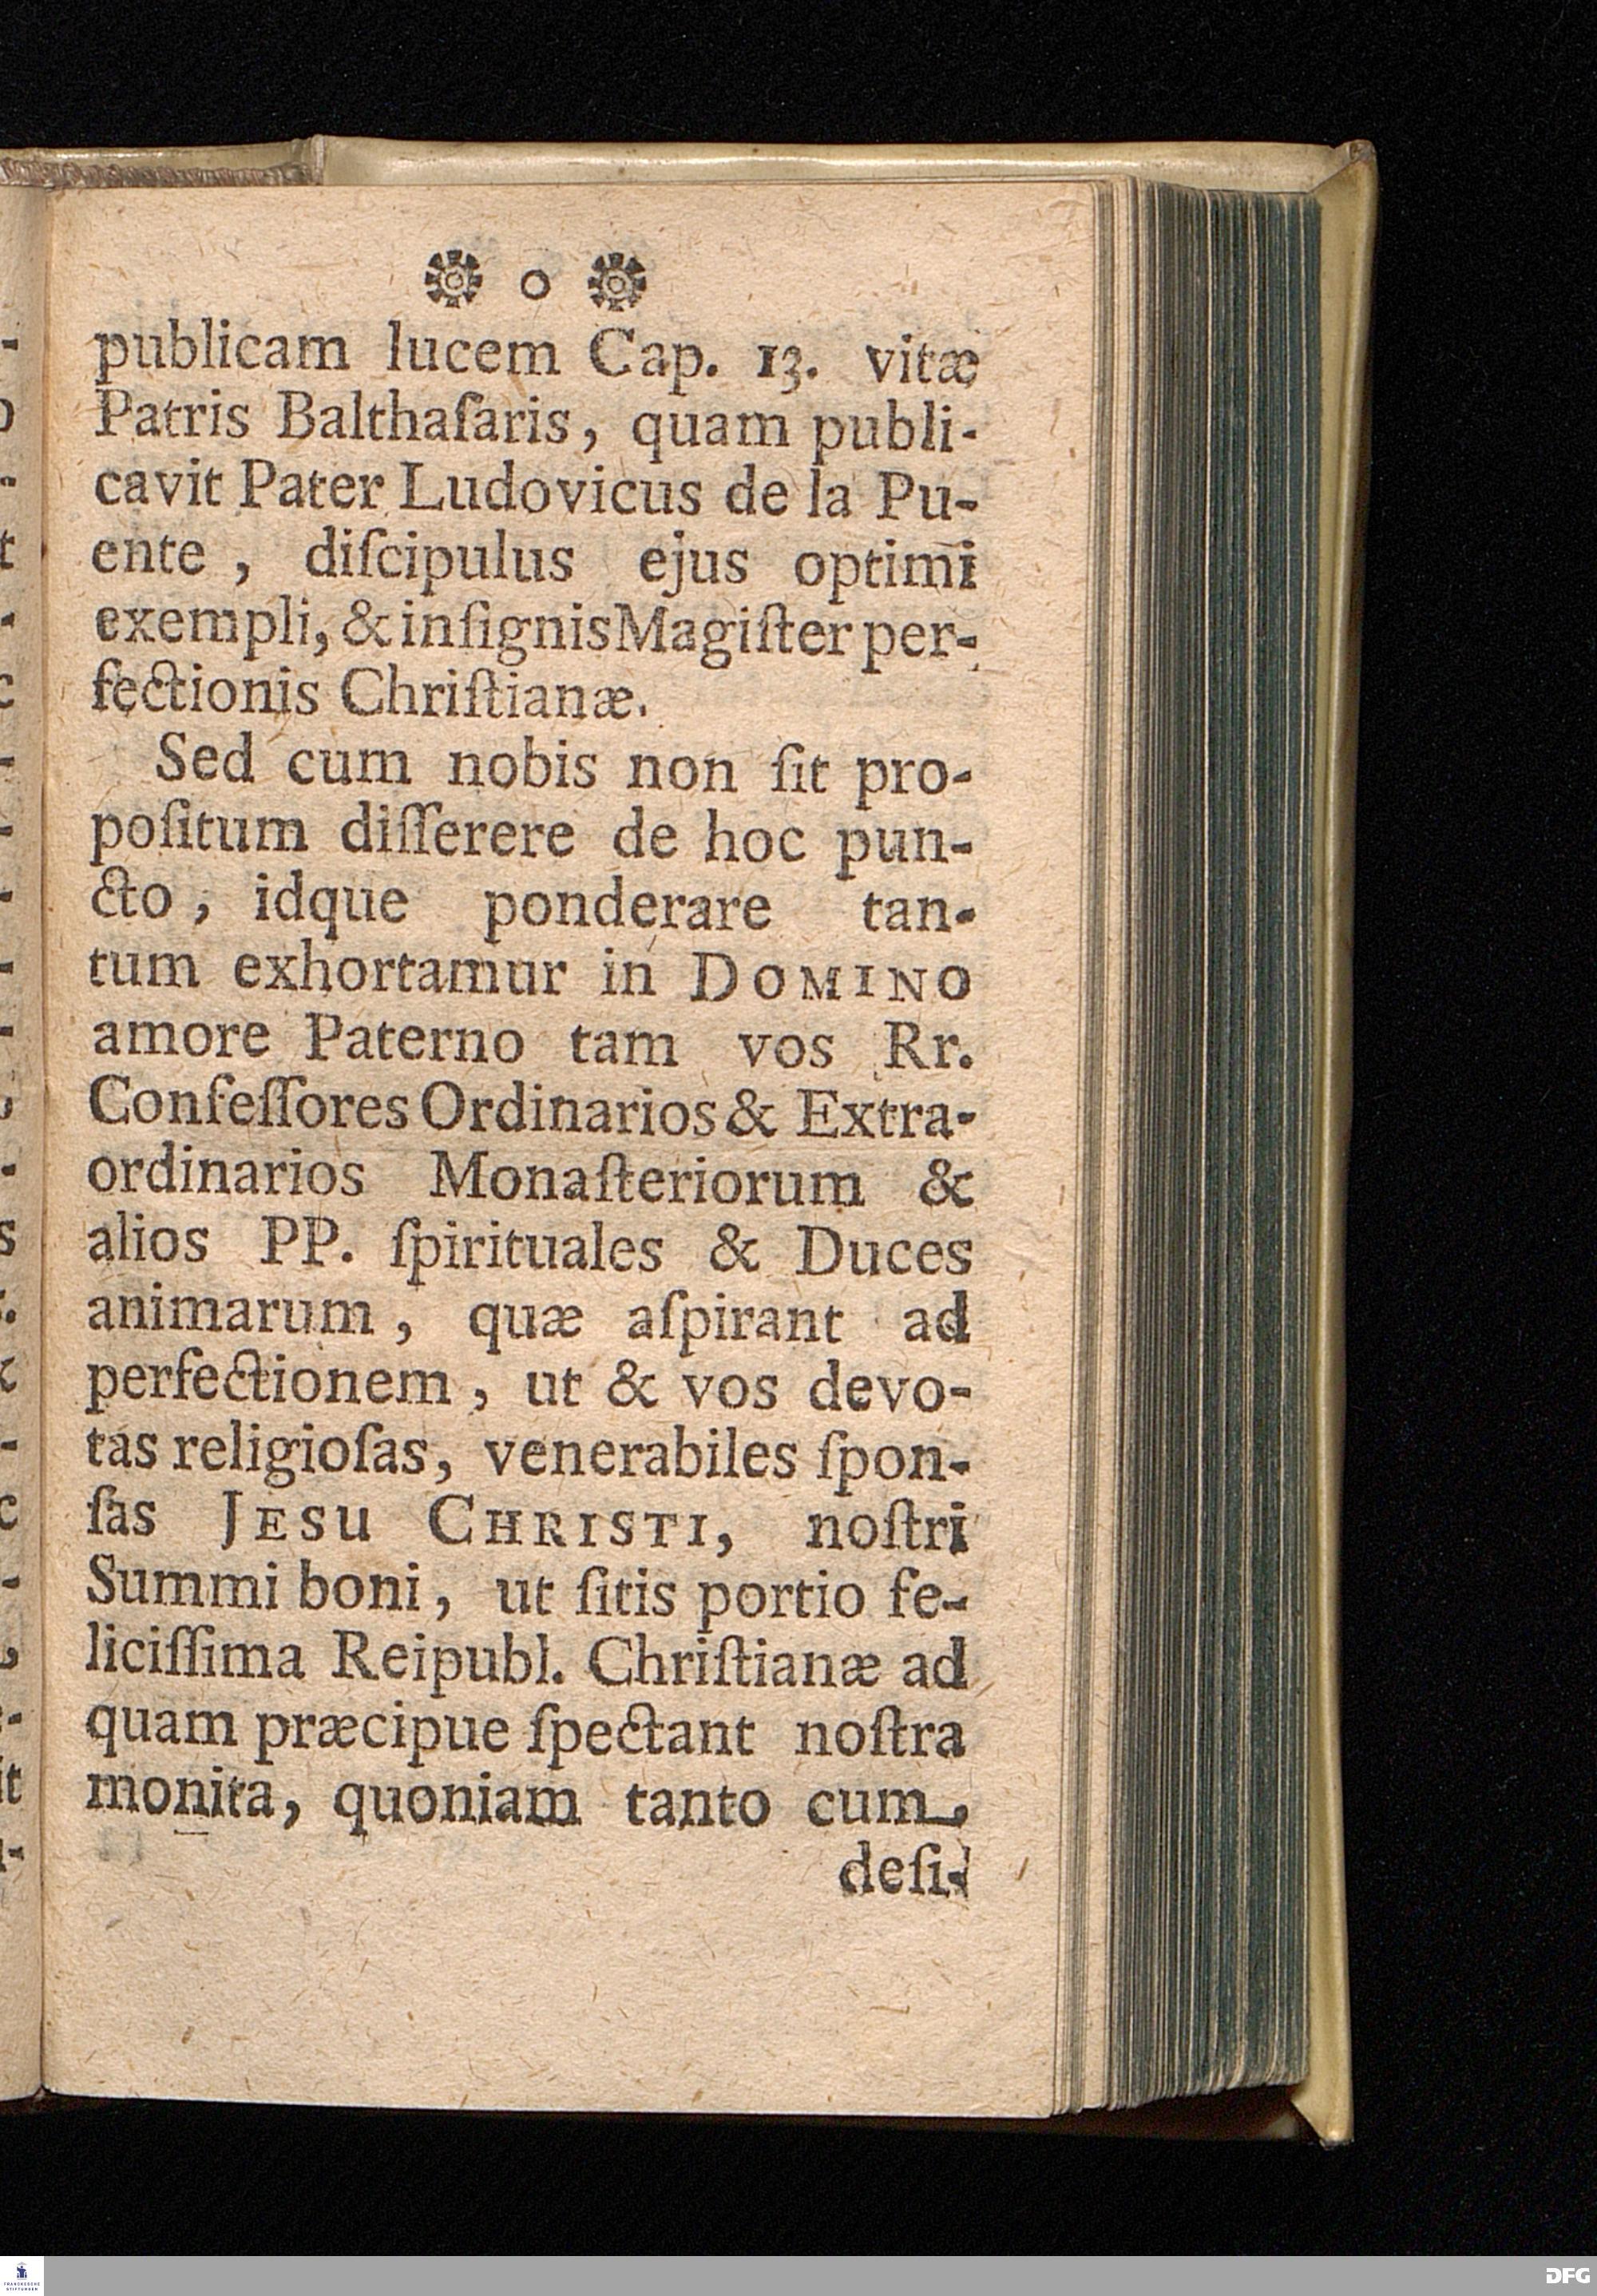 o
publicam lucem Cap. 13. vitæ
Patris Balthaſaris, quam publi-
cavit Pater Ludovicus de la Pu-
ente, diſcipulus ejus optimi
exempli, & inſignis Magiſter per-
fectionis Chriſtianæ.
Sed cum nobis non ſit pro-
poſitum diſſerere de hoc pun-
cto, idque ponderare tan-
tum exhortamur in DOMINO
amore Paterno tam vos Rr.
Confeſſores Ordinarios & Extra-
ordinarios Monaſteriorum &
alios PP. ſpirituales & Duces
animarum, quæ aſpirant ad
perfectionem, ut & vos devo-
tas religioſas, venerabiles ſpon-
ſas JESU CHRISTI, noſtri
Summi boni, ut ſitis portio fe-
liciſſima Reipubl. Chriſtianæ ad
quam præcipue ſpectant noſtra
monita, quoniam tanto cum
deſi-
FRANCKESCHE
STIFTUNGEN
DFG